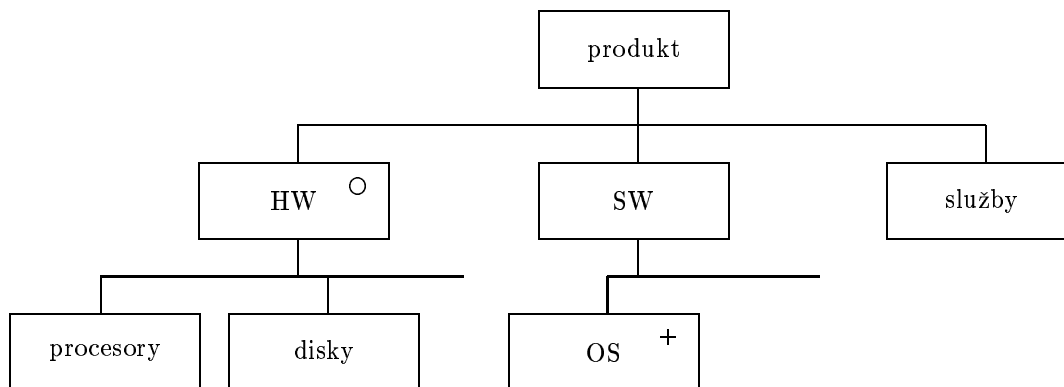 produkt
HW
SW
služby
procesory
disky
OS +